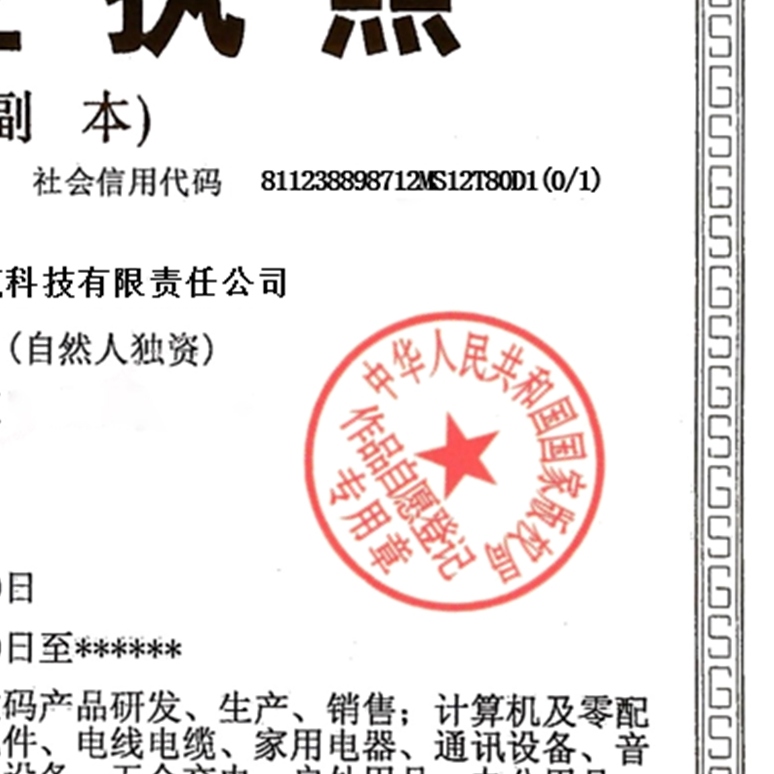 执照
副 本)
社会信用代码 811238898712MS12T80D1(0/1)
科技有限责任公司
(自然人独资)
中华人民共和国国家版权局
作品自愿登记
专用章
日
日至******
码产品研发、生产、销售；计算机及零配
件、电线电缆、家用电器、通讯设备、音